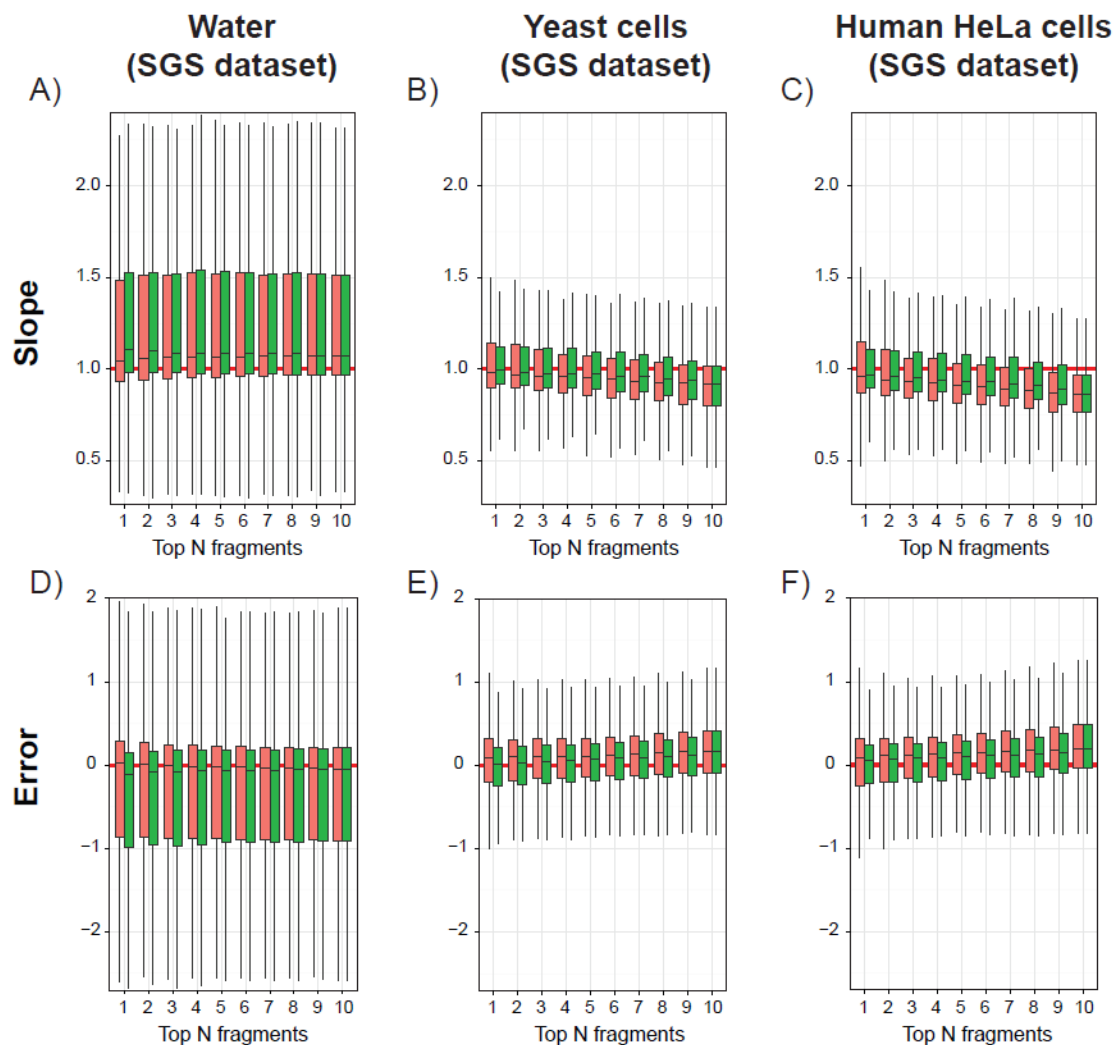 Water
(SGS dataset)
Yeast cells
(SGS dataset)
Human HeLa cells
(SGS dataset)
A)
B)
C)
Slope
2.0
1.5
1.0
0.5
1 2 3 4 5 6 7 8 9 10
Top N fragments
2.0
1.5
1.0
0.5
1 2 3 4 5 6 7 8 9 10
Top N fragments
2.0
1.5
1.0
0.5
1 2 3 4 5 6 7 8 9 10
Top N fragments
D)
E)
F)
Error
2
1
0
−1
−2
1 2 3 4 5 6 7 8 9 10
Top N fragments
2
1
0
−1
−2
1 2 3 4 5 6 7 8 9 10
Top N fragments
2
1
0
−1
−2
1 2 3 4 5 6 7 8 9 10
Top N fragments